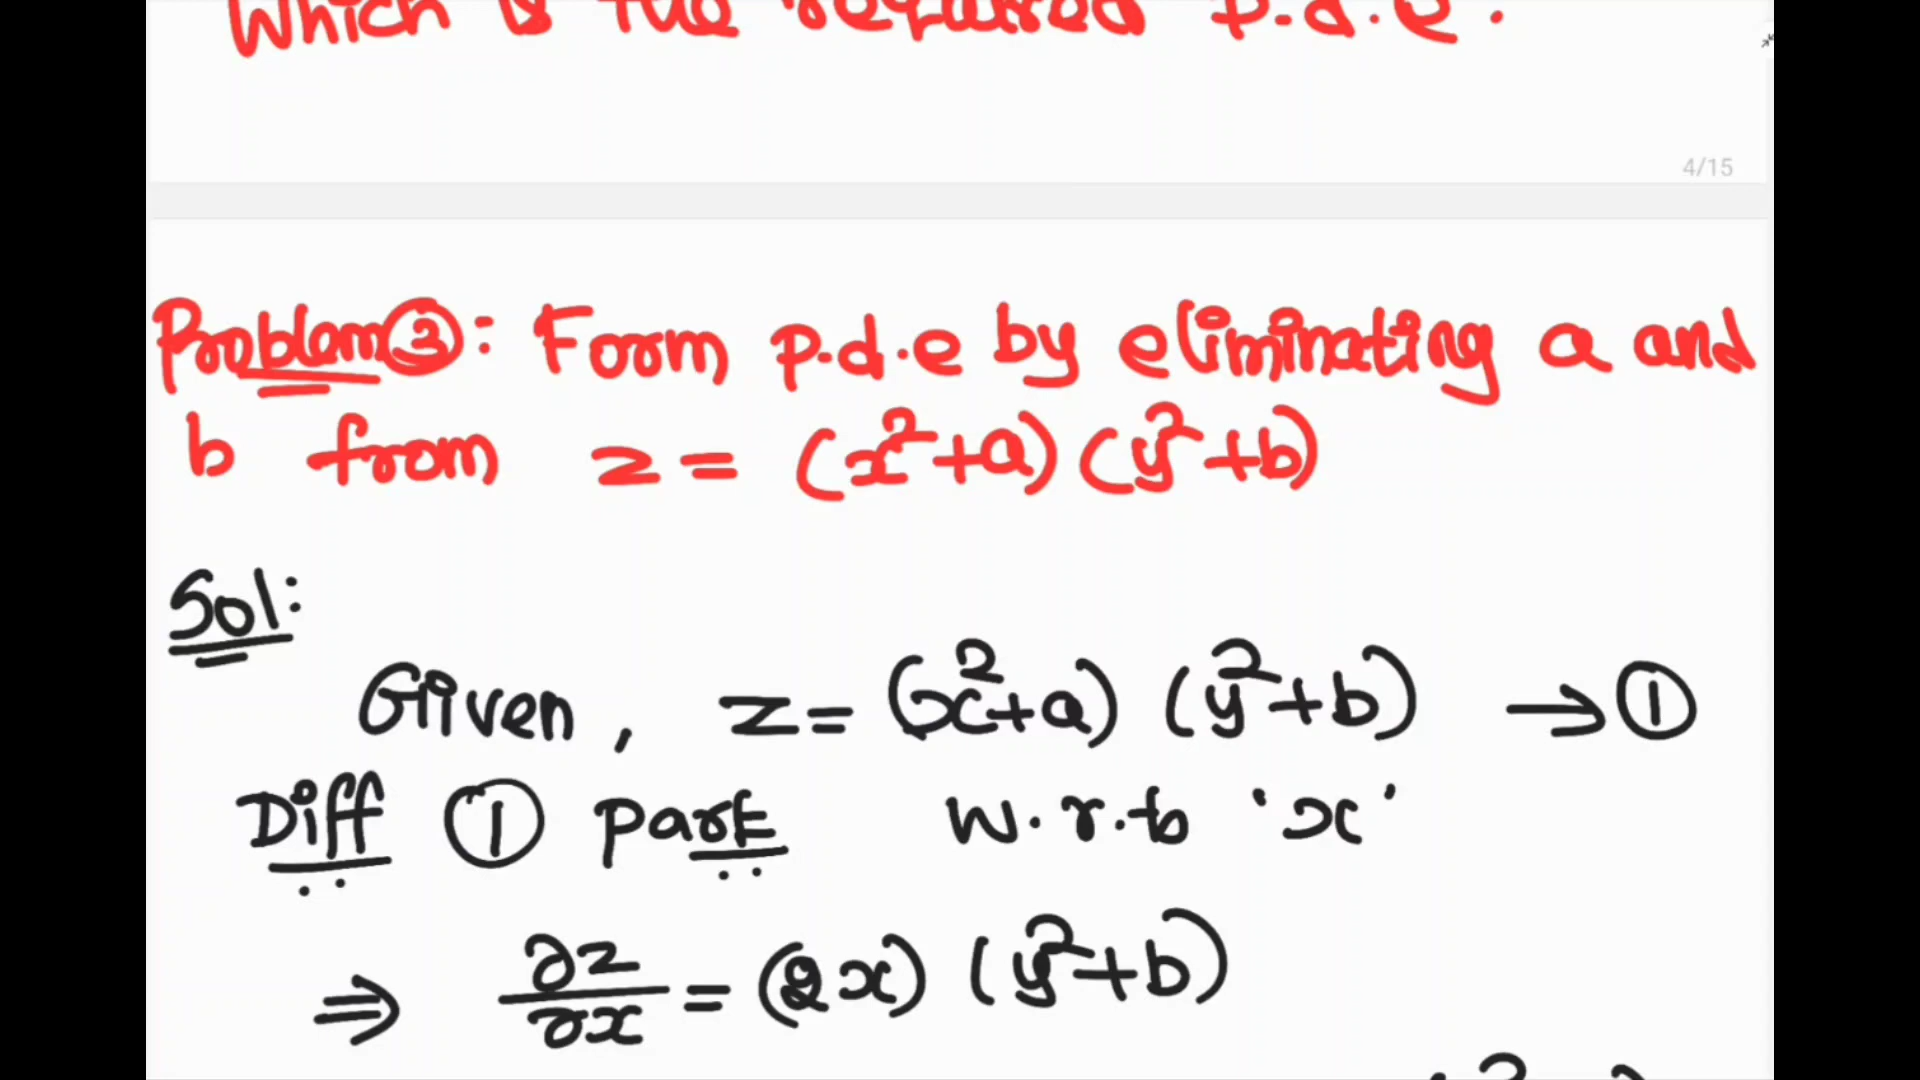 Which is the required p.d.e.
4/15
Problem③: Form p.d.e by eliminating a and
b from z = (x²+a) (y²+b)
Sol:
Given, z = (x²+a) (y²+b) → ①
Diff ① part w.r.to 'x'
⇒ ∂z/∂x = (2x) (y²+b)